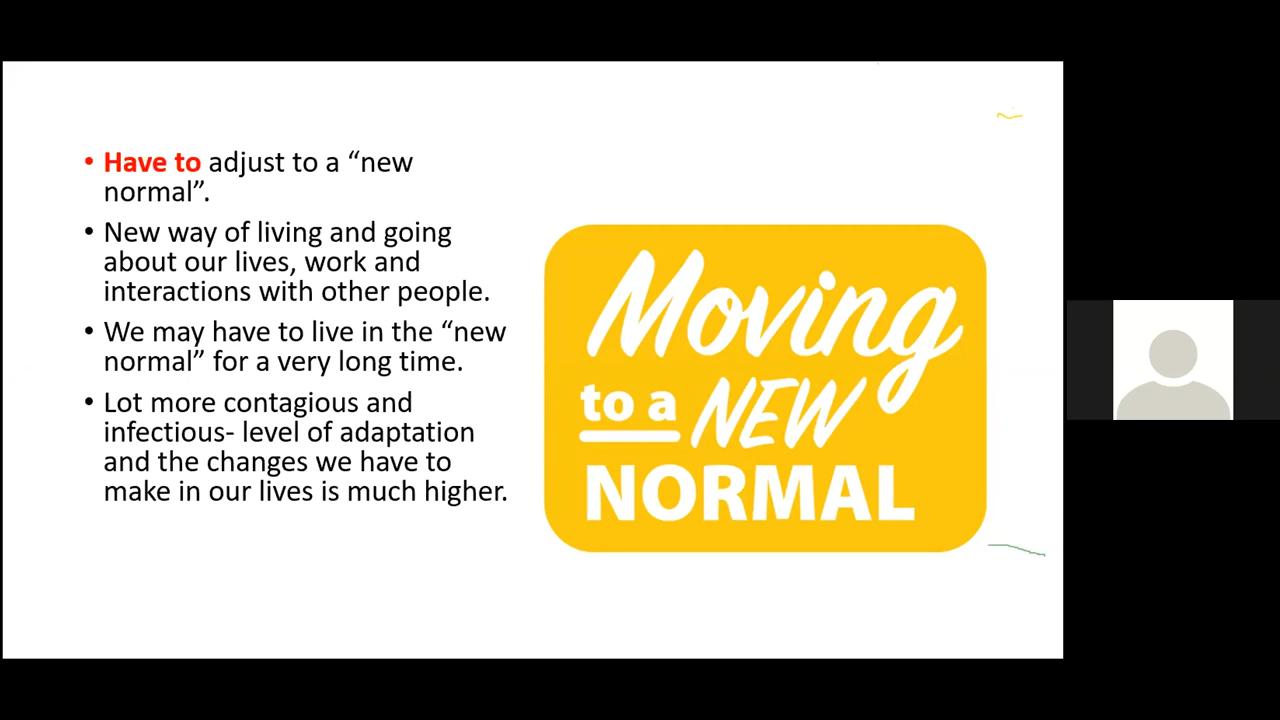 • Have to adjust to a “new
normal”.
• New way of living and going
about our lives, work and
interactions with other people.
• We may have to live in the “new
normal” for a very long time.
• Lot more contagious and
infectious- level of adaptation
and the changes we have to
make in our lives is much higher.
Moving
to a NEW
NORMAL